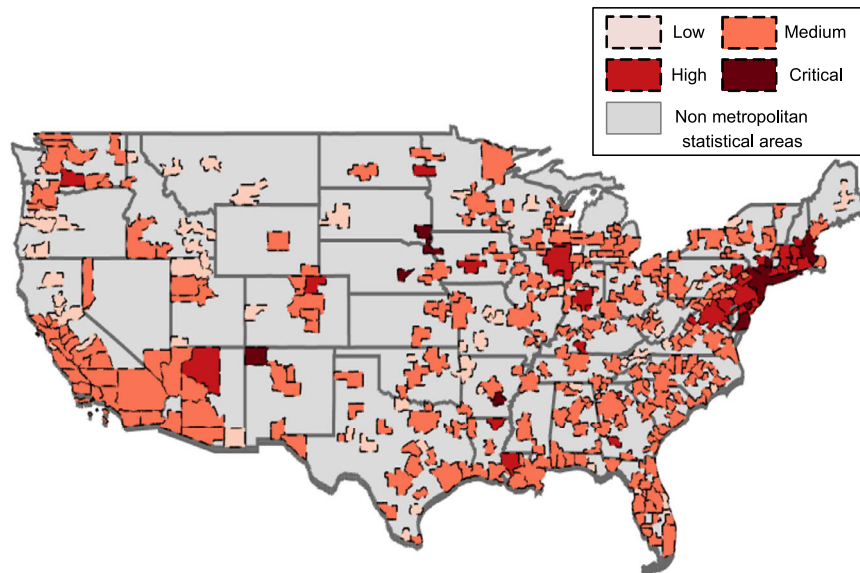 Low
Medium
High
Critical
Non metropolitan
statistical areas